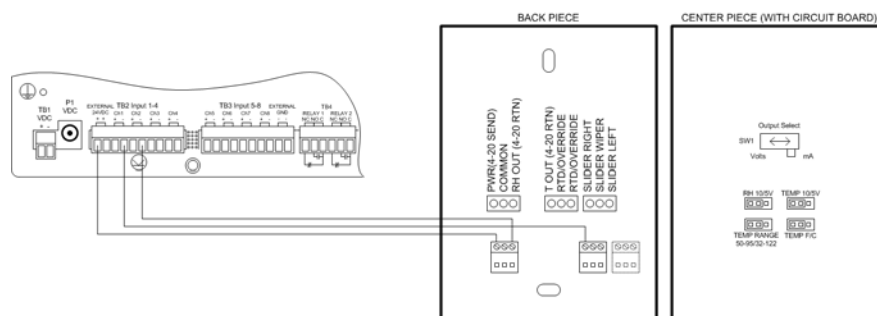 BACK PIECE
CENTER PIECE (WITH CIRCUIT BOARD)
TB1
VDC
- +
P1
VDC
EXTERNAL
24VDC
+ +
TB2 Input 1-4
Ch1
+ -
Ch2
+ -
Ch3
+ -
Ch4
+ -
TB3 Input 5-8
Ch5
+ -
Ch6
+ -
Ch7
+ -
Ch8
+ -
EXTERNAL
GND
TB4
RELAY 1
NC NO C
RELAY 2
NC NO C
PWR(4-20 SEND)
COMMON
RH OUT (4-20 RTN)
T OUT (4-20 RTN)
RTD/OVERRIDE
RTD/OVERRIDE
SLIDER RIGHT
SLIDER WIPER
SLIDER LEFT
Output Select
SW1
Volts
mA
RH 10/5V
TEMP 10/5V
TEMP RANGE
50-95/32-122
TEMP F/C